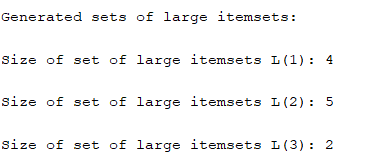 Generated sets of large itemsets:
Size of set of large itemsets L(1): 4
Size of set of large itemsets L(2): 5
Size of set of large itemsets L(3): 2